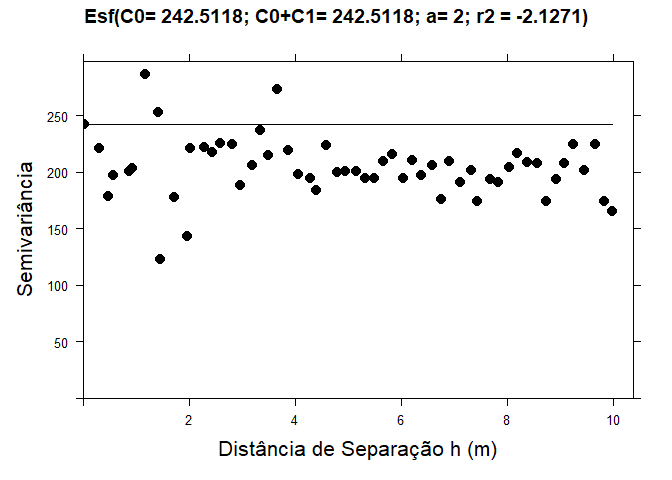 Esf(C0= 242.5118; C0+C1= 242.5118; a= 2; r2 = -2.1271)
250
200
150
100
50
Semivariância
2 4 6 8 10
Distância de Separação h (m)